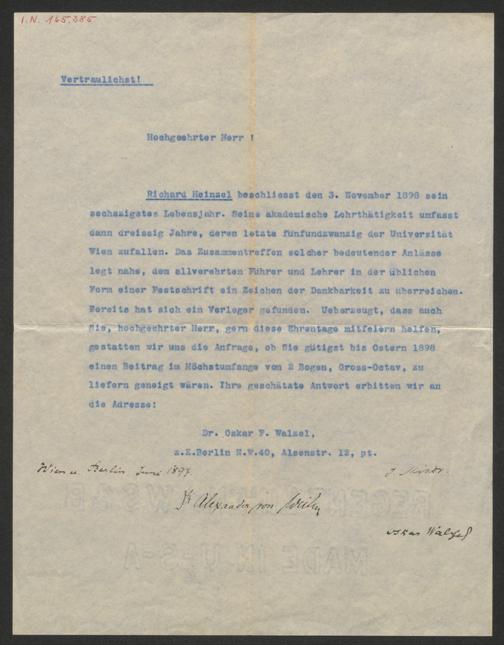 I.N. 165.385
Vertraulichst!
Hochgeehrter Herr !
Richard Heinzel beschliesst den 3. November 1898 sein
sechszigstes Lebensjahr. Seine akademische Lehrthätigkeit umfasst
dann dreissig Jahre, deren letzte fünfundzwanzig der Universität
Wien zufallen. Das Zusammentreffen solcher bedeutender Anlässe
legt nahe, dem allverehrten Führer und Lehrer in der üblichen
Form einer Festschrift ein Zeichen der Dankbarkeit zu überreichen.
Bereits hat sich ein Verleger gefunden. Ueberzeugt, dass auch
Sie, hochgeehrter Herr, gern diese Ehrentage mitfeiern helfen,
gestatten wir uns die Anfrage, ob Sie gütigst bis Ostern 1898
einen Beitrag im Höchstumfange von 2 Bogen, Gross-Octav, zu
liefern geneigt wären. Ihre geschätzte Antwort erbitten wir an
die Adresse:
Dr. Oskar F. Walzel,
z.Z.Berlin N.W.40, Alsenstr. 12, pt.
Wien u. Berlin Juni 1897. J. Minor.
Dr Alexander von Weilen
Oskar Walzel
MADE IN U-S-A